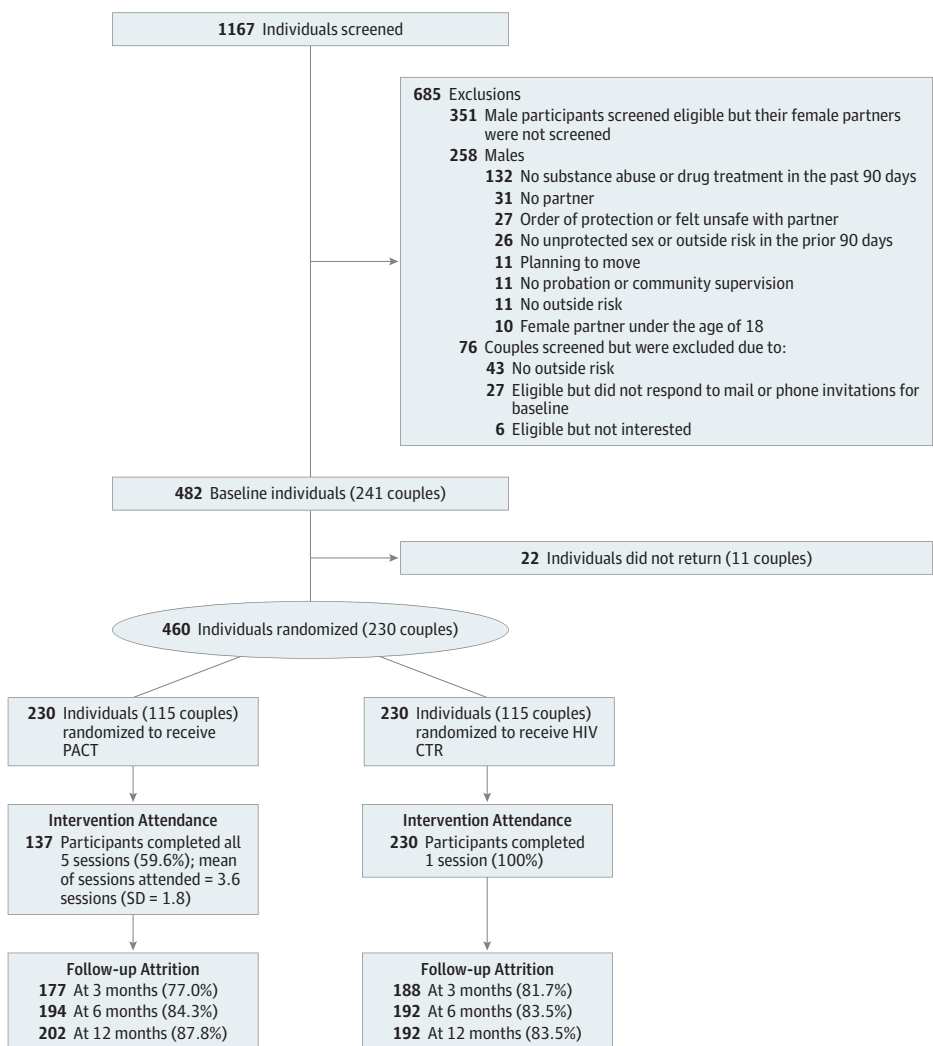 1167 Individuals screened
685 Exclusions
351 Male participants screened eligible but their female partners
were not screened
258 Males
132 No substance abuse or drug treatment in the past 90 days
31 No partner
27 Order of protection or felt unsafe with partner
26 No unprotected sex or outside risk in the prior 90 days
11 Planning to move
11 No probation or community supervision
11 No outside risk
10 Female partner under the age of 18
76 Couples screened but were excluded due to:
43 No outside risk
27 Eligible but did not respond to mail or phone invitations for
baseline
6 Eligible but not interested
482 Baseline individuals (241 couples)
22 Individuals did not return (11 couples)
460 Individuals randomized (230 couples)
230 Individuals (115 couples)
randomized to receive
PACT
230 Individuals (115 couples)
randomized to receive HIV
CTR
Intervention Attendance
137 Participants completed all
5 sessions (59.6%); mean
of sessions attended = 3.6
sessions (SD = 1.8)
Intervention Attendance
230 Participants completed
1 session (100%)
Follow-up Attrition
177 At 3 months (77.0%)
194 At 6 months (84.3%)
202 At 12 months (87.8%)
Follow-up Attrition
188 At 3 months (81.7%)
192 At 6 months (83.5%)
192 At 12 months (83.5%)